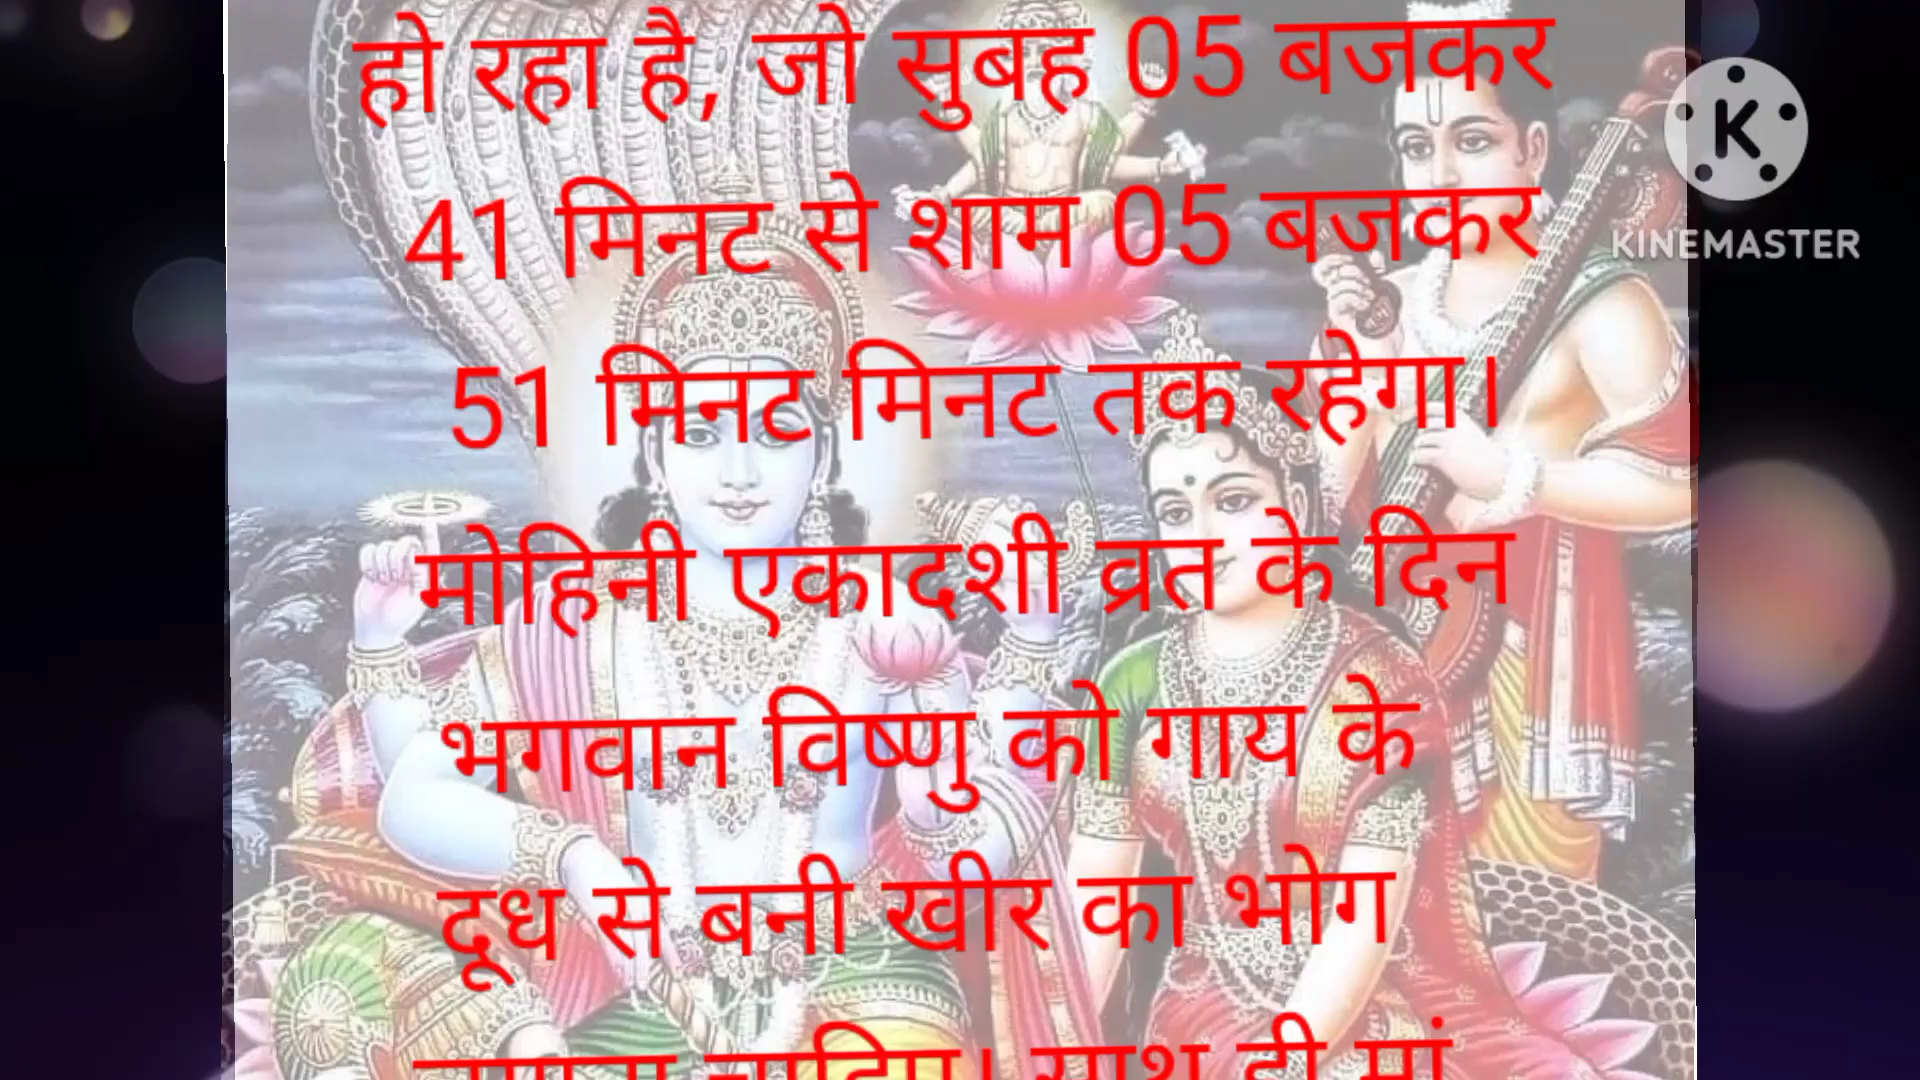 हो रहा है, जो सुबह 05 बजकर
41 मिनट से शाम 05 बजकर
51 मिनट मिनट तक रहेगा।
मोहिनी एकादशी व्रत के दिन
भगवान विष्णु को गाय के
दूध से बनी खीर का भोग
चाहिए। साथ ही मां
KINEMASTER